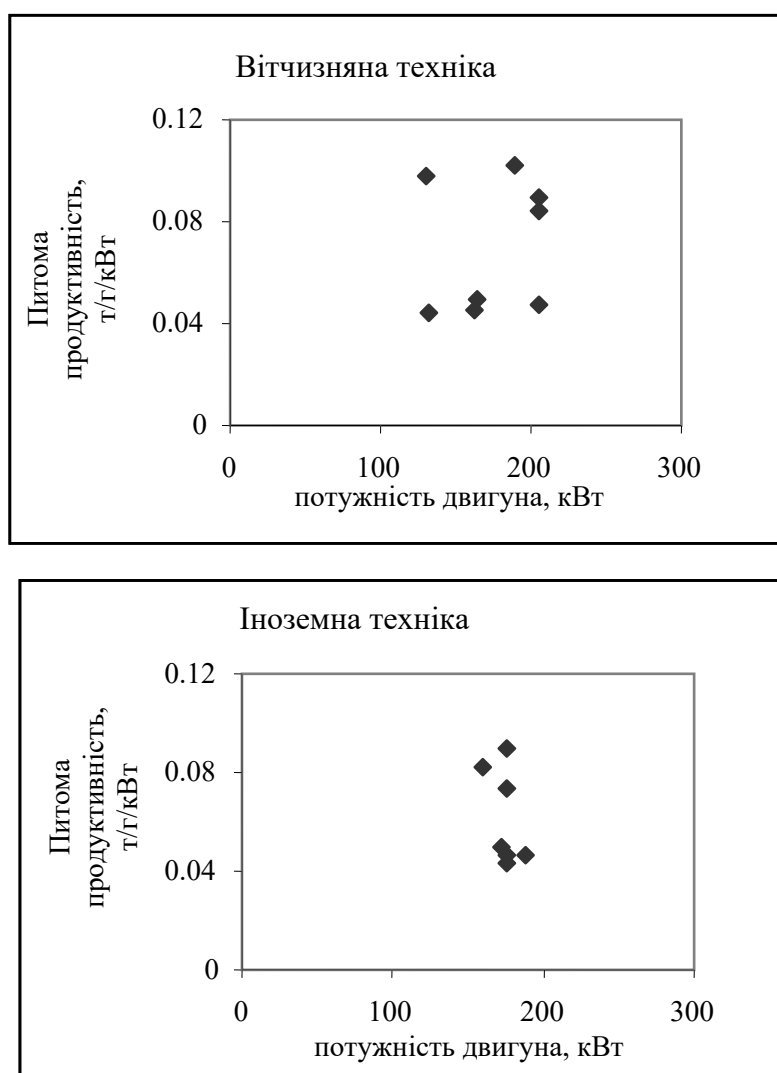 Вітчизняна техніка
Питома
продуктивність,
т/г/кВт
0.12
0.08
0.04
0
0
100
200
300
потужність двигуна, кВт
Іноземна техніка
Питома
продуктивність,
т/г/кВт
0.12
0.08
0.04
0
0
100
200
300
потужність двигуна, кВт